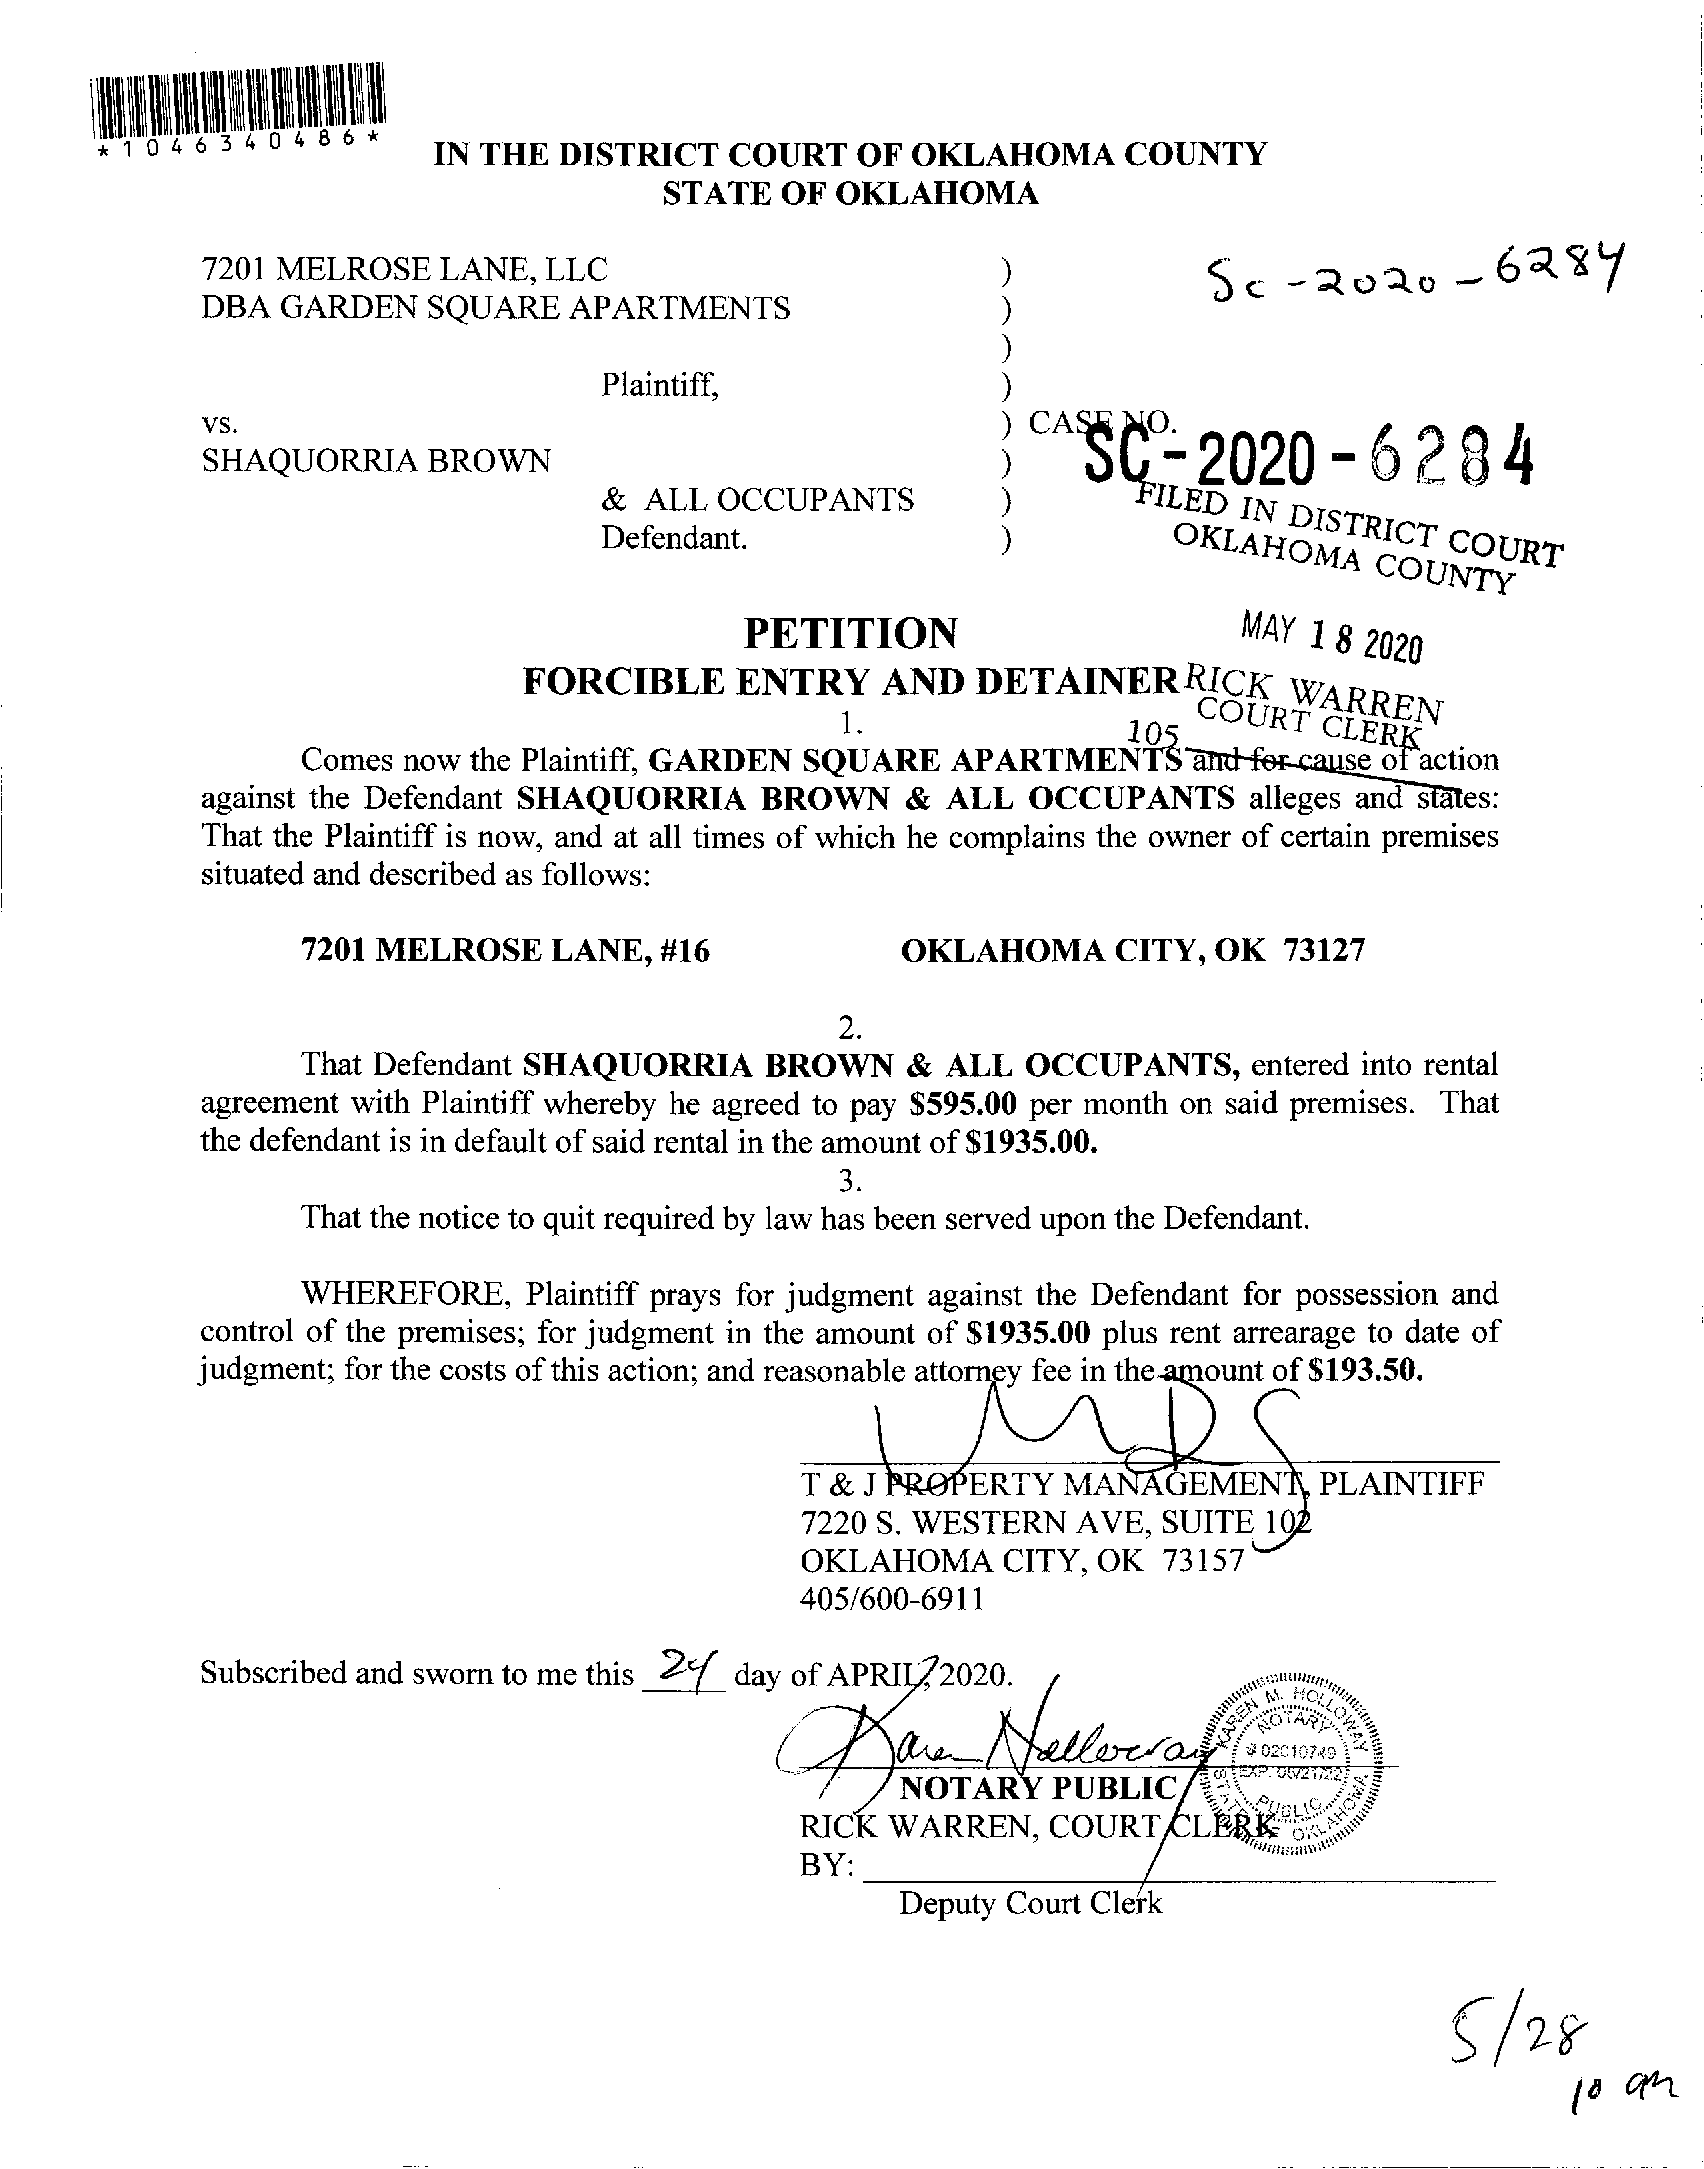 *1046340486*
IN THE DISTRICT COURT OF OKLAHOMA COUNTY
STATE OF OKLAHOMA
7201 MELROSE LANE, LLC )
DBA GARDEN SQUARE APARTMENTS )
)
Sc-2020-6284
Plaintiff, )
vs. ) CASE NO.
SHAQUORRIA BROWN )
SC-2020-6284
& ALL OCCUPANTS )
Defendant. )
FILED IN DISTRICT COURT
OKLAHOMA COUNTY
MAY 18 2020
RICK WARREN
COURT CLERK
105
PETITION
FORCIBLE ENTRY AND DETAINER
1.
Comes now the Plaintiff, GARDEN SQUARE APARTMENTS and for cause of action
against the Defendant SHAQUORRIA BROWN & ALL OCCUPANTS alleges and states:
That the Plaintiff is now, and at all times of which he complains the owner of certain premises
situated and described as follows:
7201 MELROSE LANE, #16 OKLAHOMA CITY, OK 73127
2.
That Defendant SHAQUORRIA BROWN & ALL OCCUPANTS, entered into rental
agreement with Plaintiff whereby he agreed to pay $595.00 per month on said premises. That
the defendant is in default of said rental in the amount of $1935.00.
3.
That the notice to quit required by law has been served upon the Defendant.
WHEREFORE, Plaintiff prays for judgment against the Defendant for possession and
control of the premises; for judgment in the amount of $1935.00 plus rent arrearage to date of
judgment; for the costs of this action; and reasonable attorney fee in the amount of $193.50.
T & J PROPERTY MANAGEMENT, PLAINTIFF
7220 S. WESTERN AVE, SUITE 102
OKLAHOMA CITY, OK 73157
405/600-6911
Subscribed and sworn to me this 24 day of APRIL, 2020.
Karen Holloway
NOTARY PUBLIC
KAREN M. HOLLOWAY
NOTARY
# 02010749
PUBLIC
STATE OF OKLAHOMA
RICK WARREN, COURT CLERK
BY:
Deputy Court Clerk
5/28
10 am